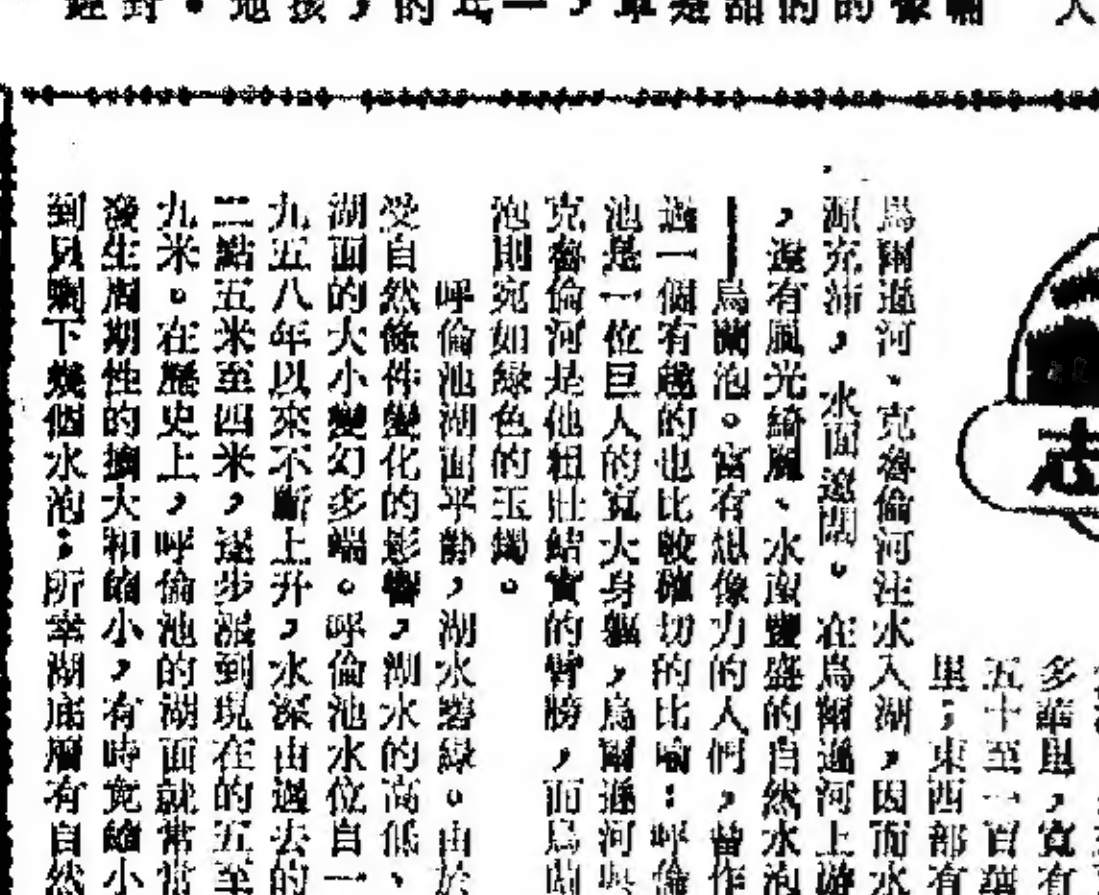 志
多華里，寬有
五十至一百華
里；東西部有
烏爾遜河、克魯倫河注水入湖，因而水
源充沛，水面遼闊。在烏爾遜河上游
，還有風光綺麗、水產豐盛的自然水泡
——烏蘭泡。富有想像力的人們，曾作
過一個有趣的也比較確切的比喻：呼倫
池是一位巨人的寬大身軀，烏爾遜河與
克魯倫河是他粗壯結實的臂膀，而烏蘭
泡則宛如綠色的玉鐲。
呼倫池湖面平靜，湖水碧綠。由於
受自然條件變化的影響，湖水的高低、
湖面的大小變幻多端。呼倫池水位自一
九五八年以來不斷上升，水深由過去的
二點五米至四米，逐步漲到現在的五至
九米。在歷史上，呼倫池的湖面就常常
發生周期性的擴大和縮小，有時竟縮小
到只剩下幾個水泡；所幸湖底層有自然